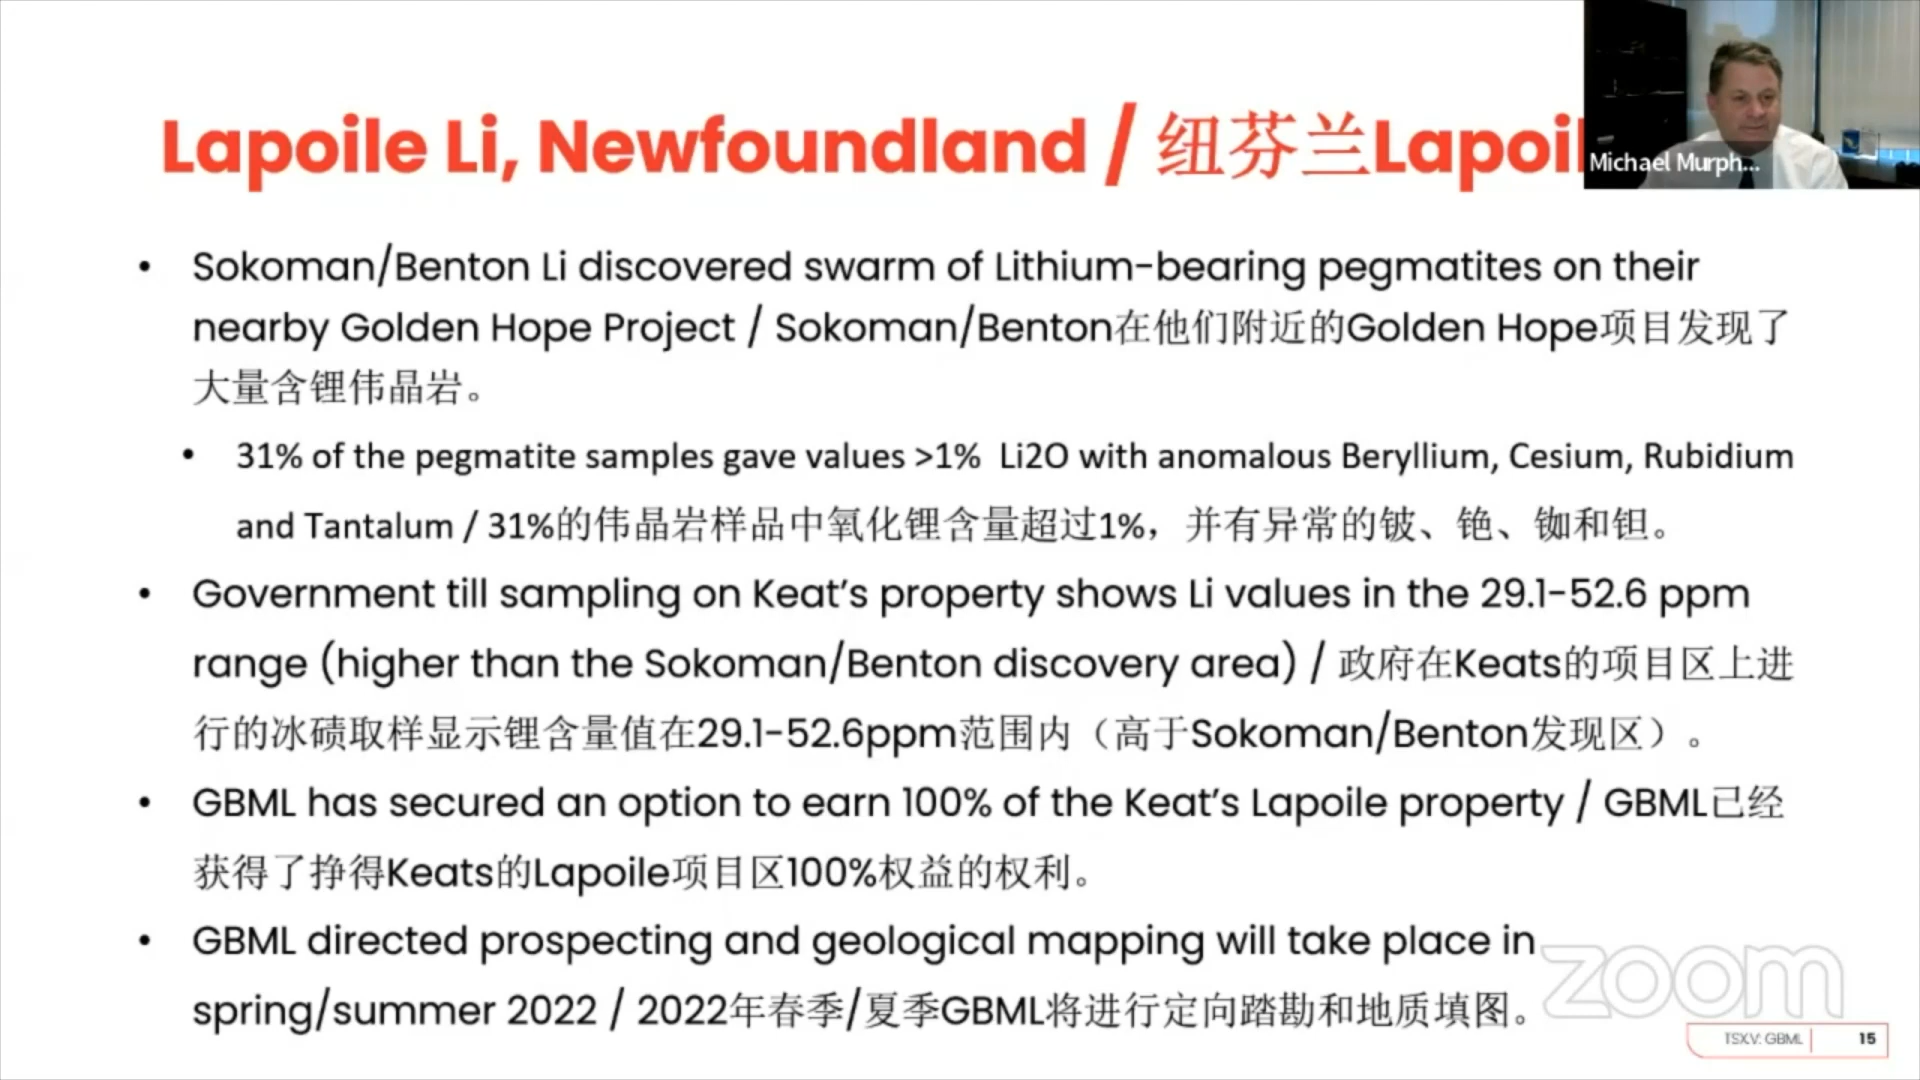 Lapoile Li, Newfoundland / 纽芬兰Lapoil
Michael Murph...
• Sokoman/Benton Li discovered swarm of Lithium-bearing pegmatites on their
nearby Golden Hope Project / Sokoman/Benton在他们附近的Golden Hope项目发现了
大量含锂伟晶岩。
• 31% of the pegmatite samples gave values >1% Li2O with anomalous Beryllium, Cesium, Rubidium
and Tantalum / 31%的伟晶岩样品中氧化锂含量超过1%，并有异常的铍、铯、铷和钽。
• Government till sampling on Keat’s property shows Li values in the 29.1-52.6 ppm
range (higher than the Sokoman/Benton discovery area) / 政府在Keats的项目区上进
行的冰碛取样显示锂含量值在29.1-52.6ppm范围内（高于Sokoman/Benton发现区）。
• GBML has secured an option to earn 100% of the Keat’s Lapoile property / GBML已经
获得了挣得Keats的Lapoile项目区100%权益的权利。
• GBML directed prospecting and geological mapping will take place in
spring/summer 2022 / 2022年春季/夏季GBML将进行定向踏勘和地质填图。
zoom
TSX.V: GBML 15